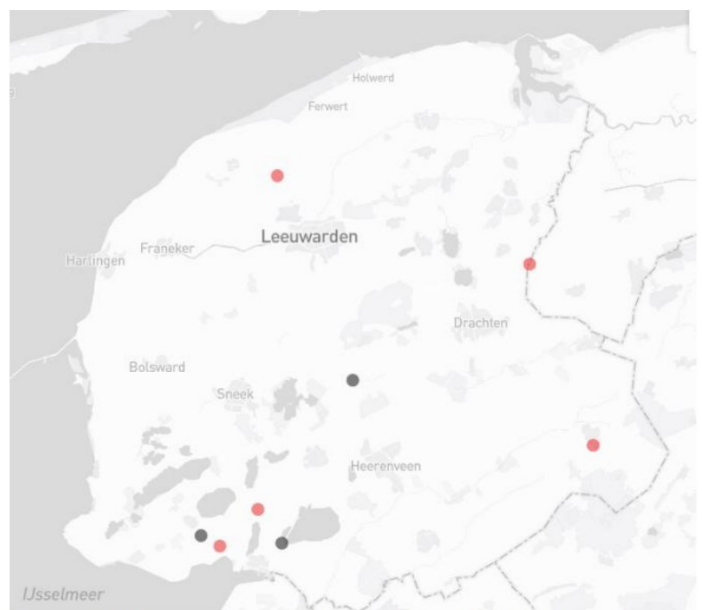 Holwerd
Ferwert
Leeuwarden
Franeker
Harlingen
Drachten
Bolsward
Sneek
Heerenveen
IJsselmeer